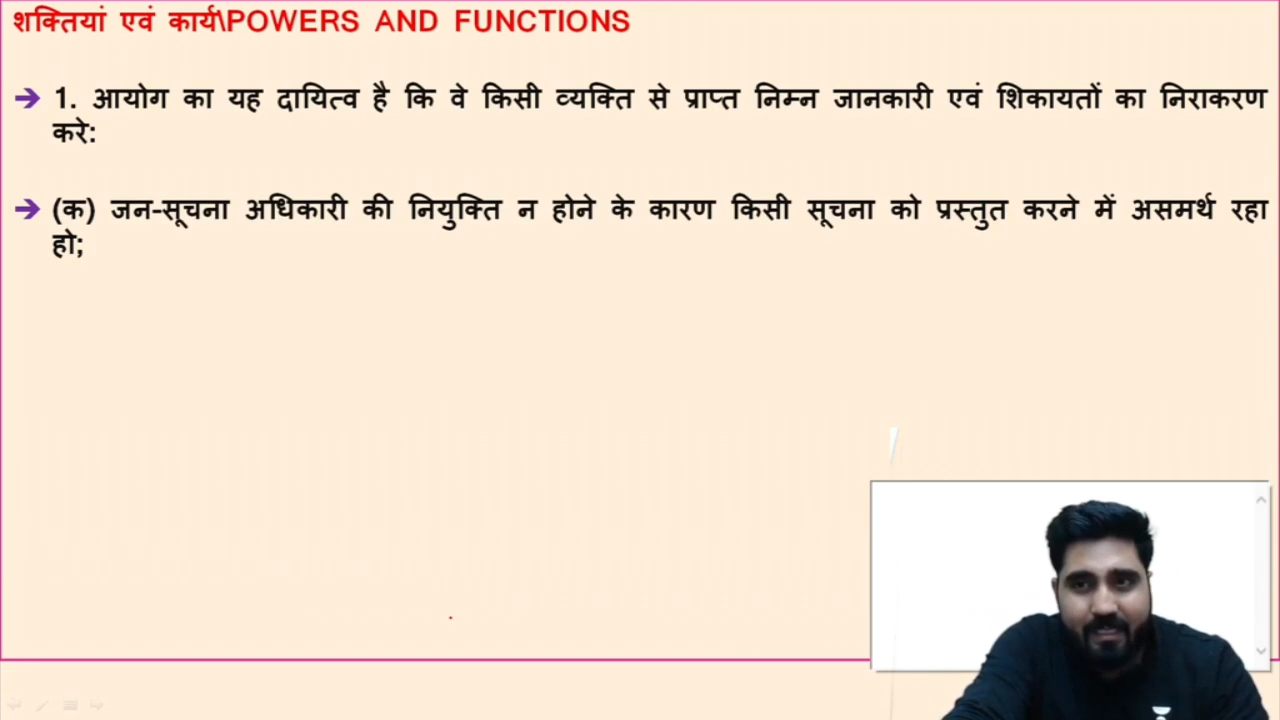 शक्तियां एवं कार्य\POWERS AND FUNCTIONS
➔ 1. आयोग का यह दायित्व है कि वे किसी व्यक्ति से प्राप्त निम्न जानकारी एवं शिकायतों का निराकरण
करे:
➔ (क) जन-सूचना अधिकारी की नियुक्ति न होने के कारण किसी सूचना को प्रस्तुत करने में असमर्थ रहा
हो;